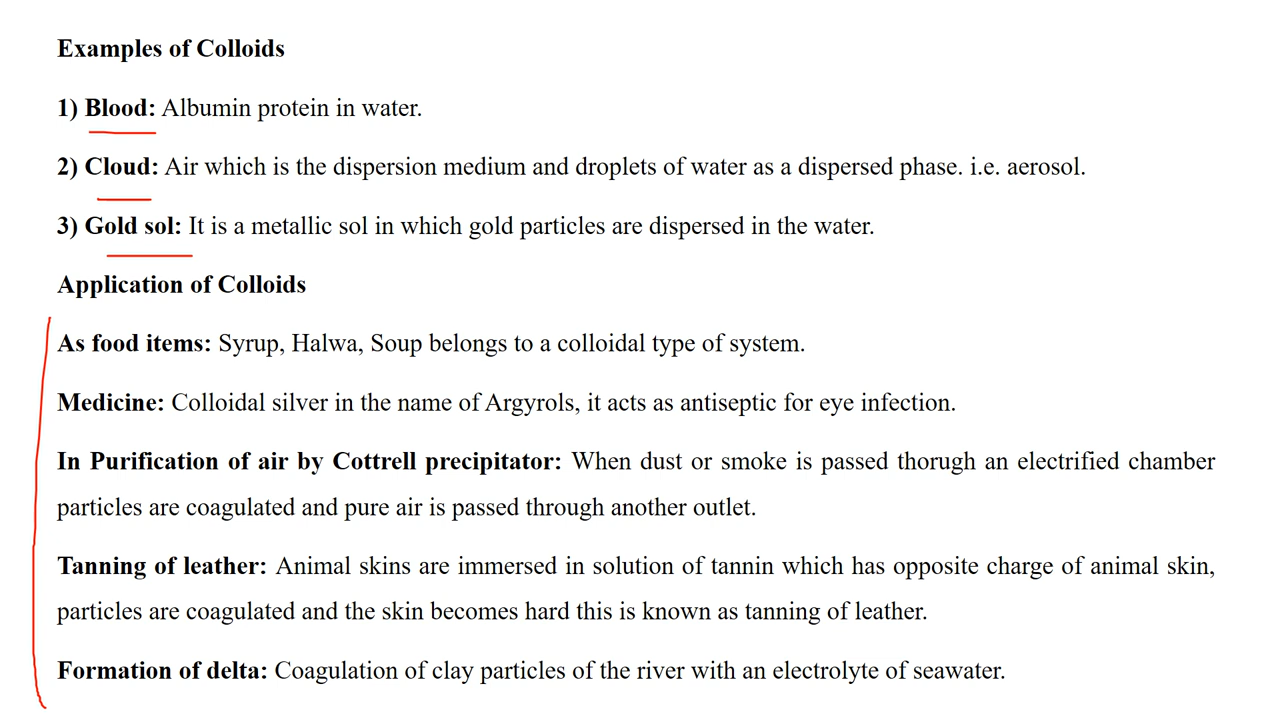 Examples of Colloids
1) Blood: Albumin protein in water.
2) Cloud: Air which is the dispersion medium and droplets of water as a dispersed phase. i.e. aerosol.
3) Gold sol: It is a metallic sol in which gold particles are dispersed in the water.
Application of Colloids
As food items: Syrup, Halwa, Soup belongs to a colloidal type of system.
Medicine: Colloidal silver in the name of Argyrols, it acts as antiseptic for eye infection.
In Purification of air by Cottrell precipitator: When dust or smoke is passed thorugh an electrified chamber
particles are coagulated and pure air is passed through another outlet.
Tanning of leather: Animal skins are immersed in solution of tannin which has opposite charge of animal skin,
particles are coagulated and the skin becomes hard this is known as tanning of leather.
Formation of delta: Coagulation of clay particles of the river with an electrolyte of seawater.